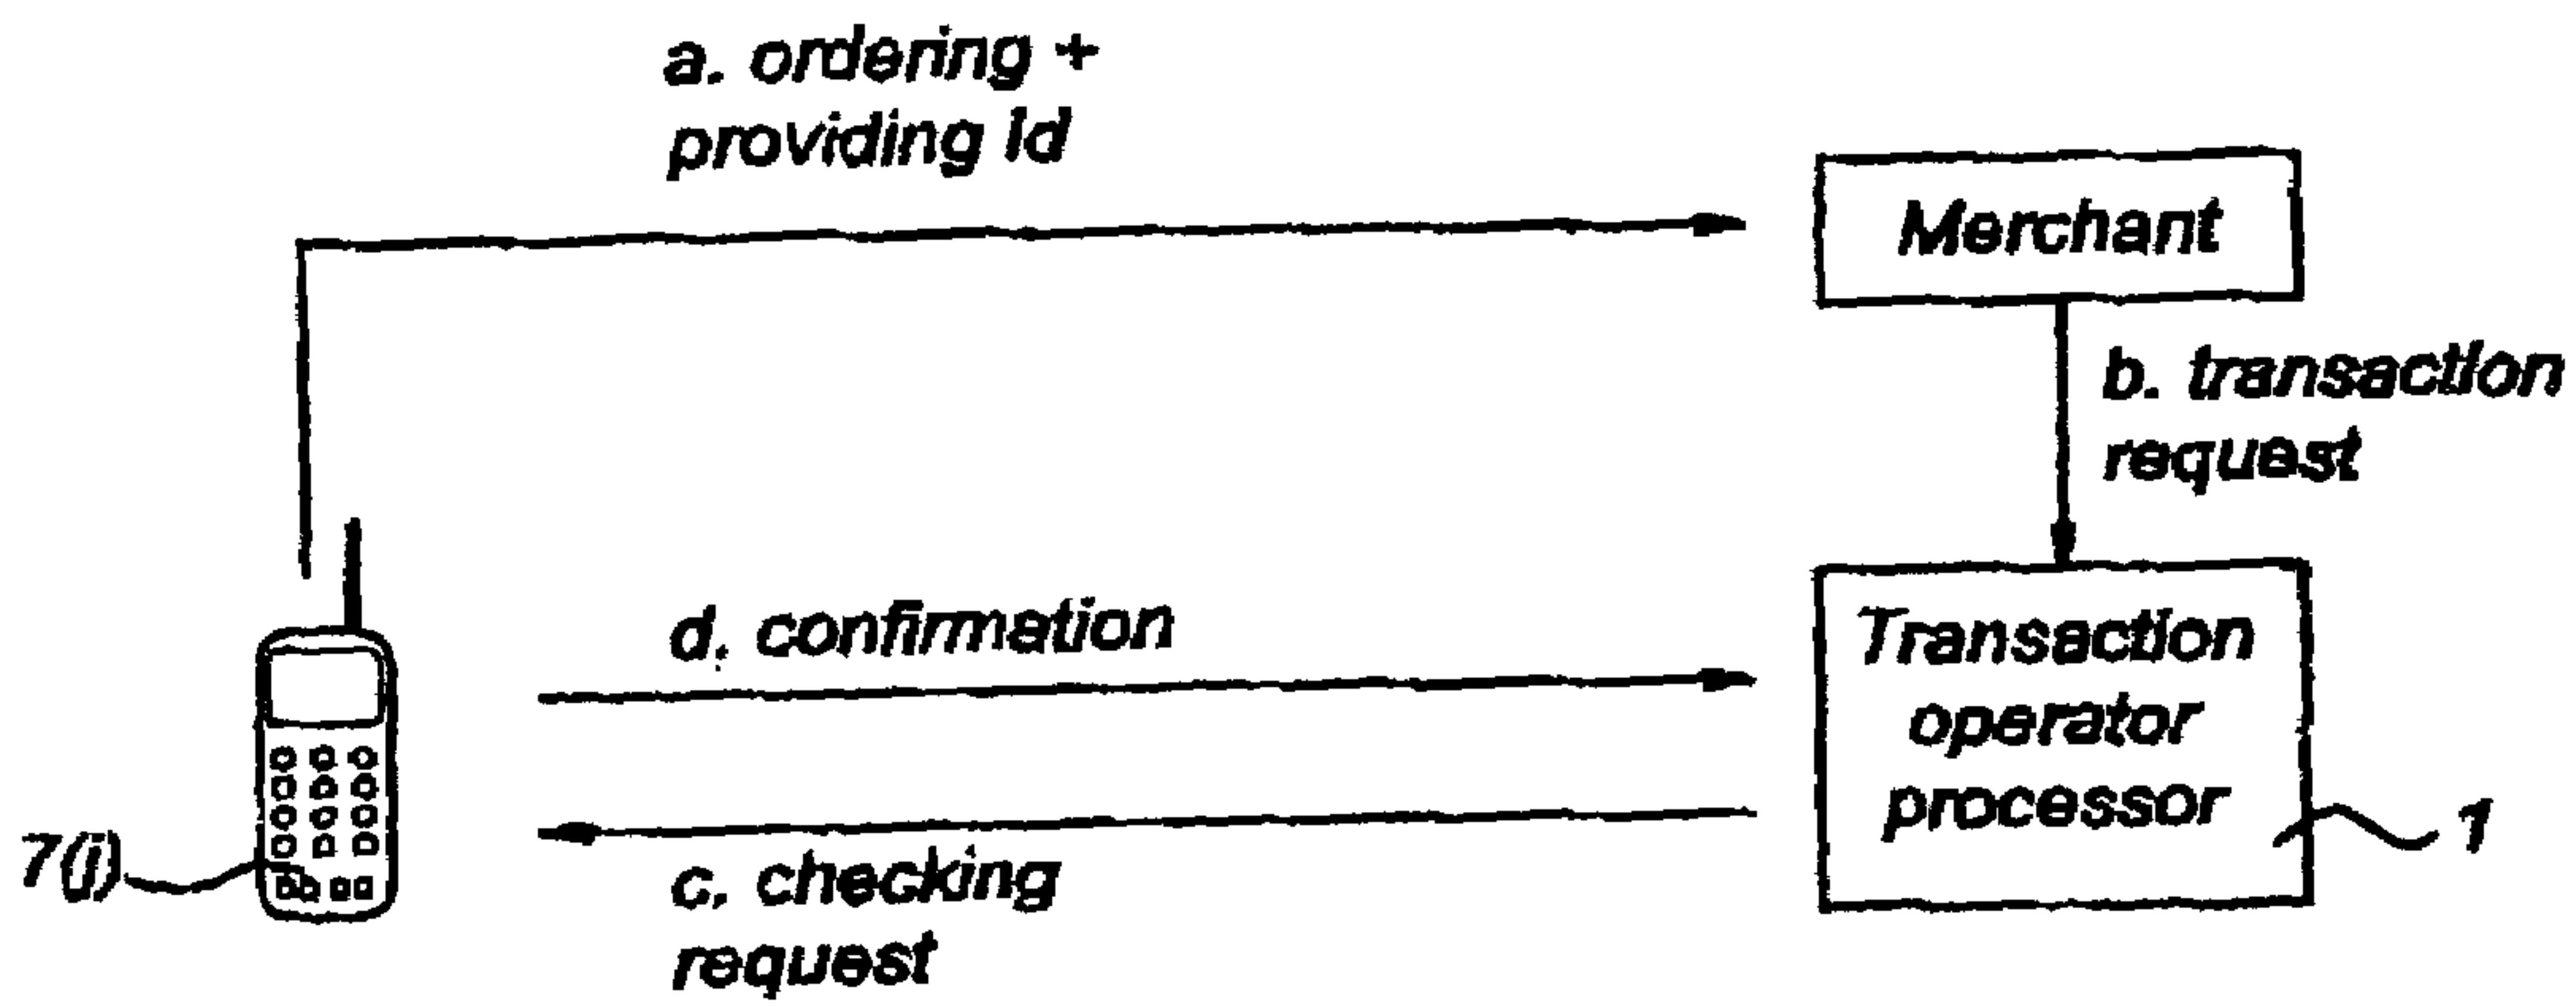 a. ordering +
providing Id
Merchant
b. transaction
request
d. confirmation
Transaction
operator
processor
7(j)
1
c. checking
request